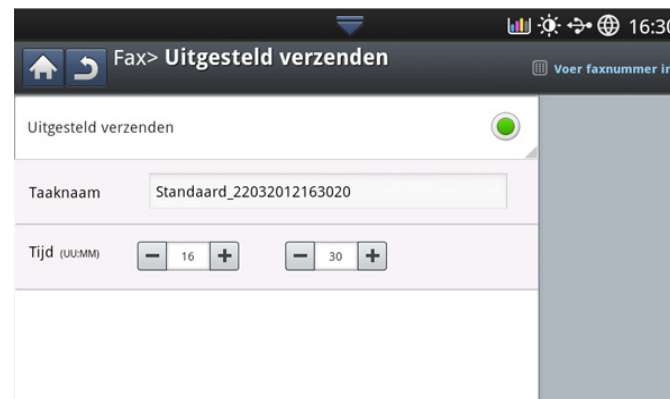 16:30
Fax> Uitgesteld verzenden
Voer faxnummer in
Uitgesteld verzenden
Taaknaam Standaard_22032012163020
Tijd (UU:MM) 16 30